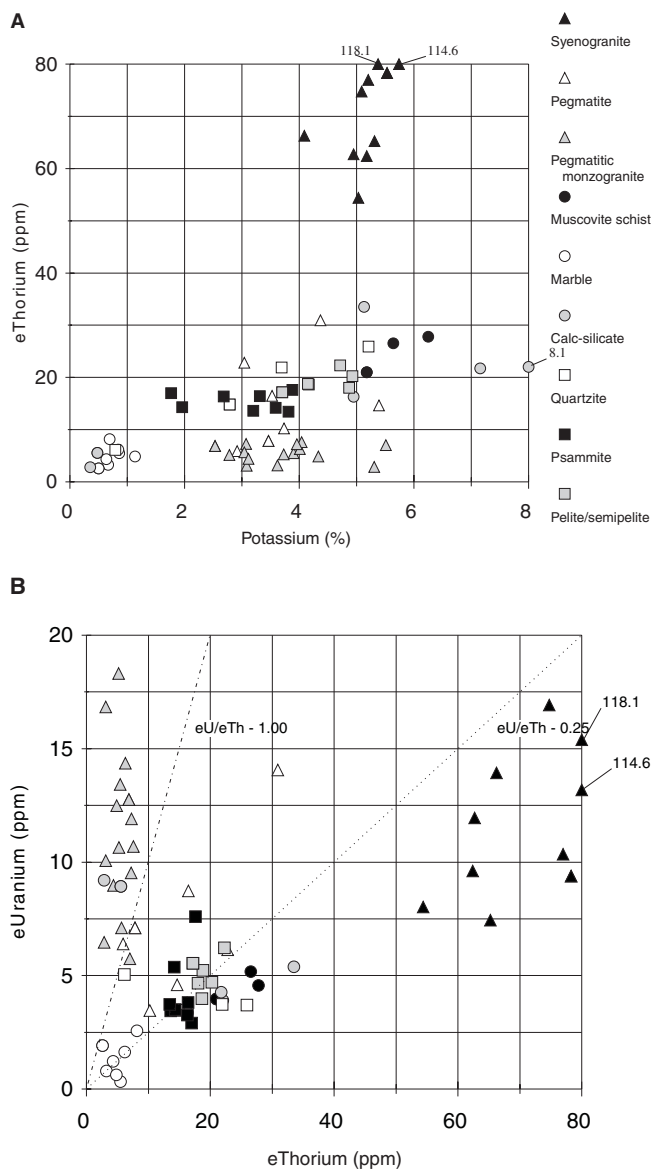 A
118.1
114.6
80
60
40
20
0
eThorium (ppm)
8.1
0 2 4 6 8
Potassium (%)
Syenogranite
Pegmatite
Pegmatitic
monzogranite
Muscovite schist
Marble
Calc-silicate
Quartzite
Psammite
Pelite/semipelite
B
20
15
10
5
0
eUranium (ppm)
eU/eTh - 1.00
eU/eTh - 0.25
118.1
114.6
0 20 40 60 80
eThorium (ppm)